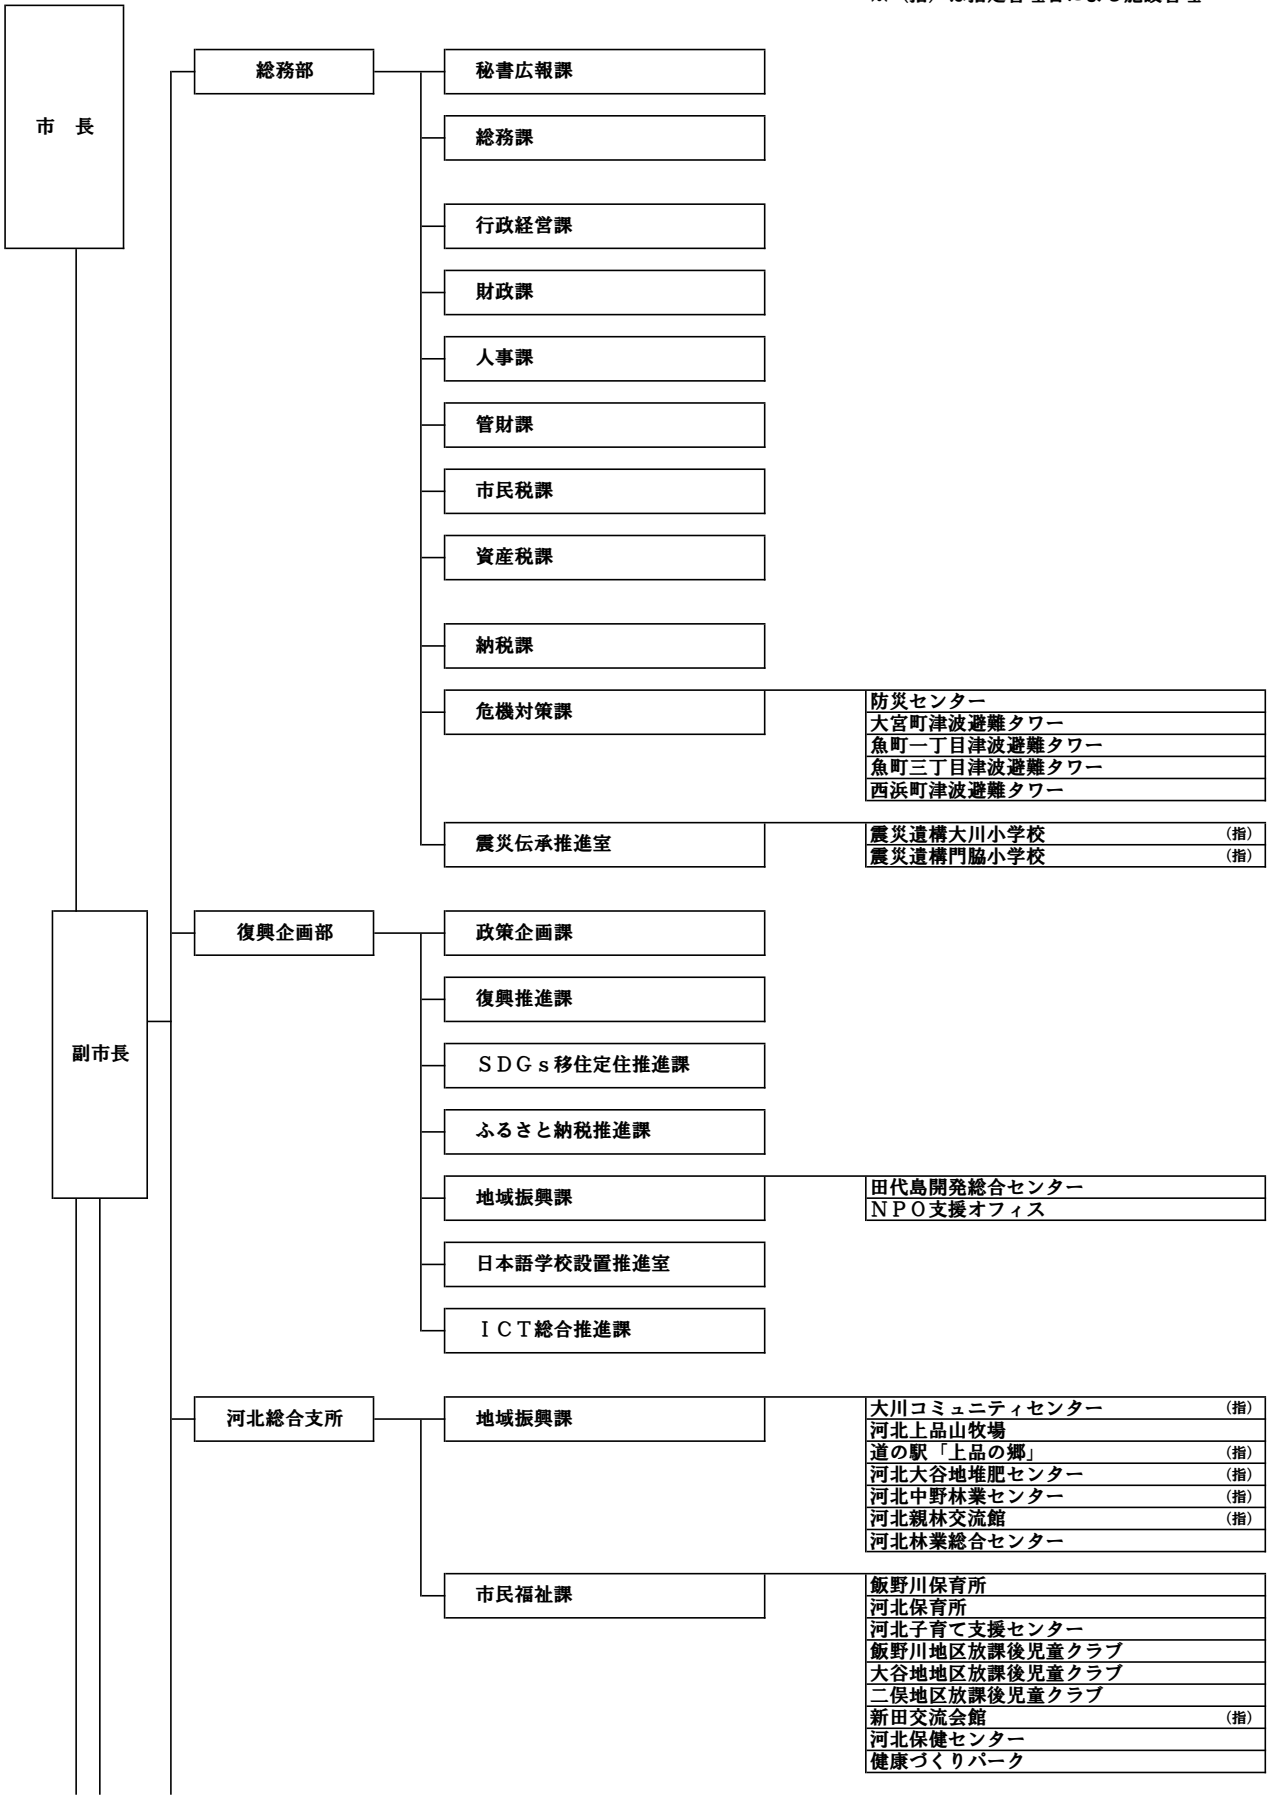 市　長
総務部
秘書広報課
総務課
行政経営課
財政課
人事課
管財課
市民税課
資産税課
納税課
危機対策課
防災センター
大宮町津波避難タワー
魚町一丁目津波避難タワー
魚町三丁目津波避難タワー
西浜町津波避難タワー
震災伝承推進室
震災遺構大川小学校 (指)
震災遺構門脇小学校 (指)
副市長
復興企画部
政策企画課
復興推進課
ＳＤＧｓ移住定住推進課
ふるさと納税推進課
地域振興課
田代島開発総合センター
ＮＰＯ支援オフィス
日本語学校設置推進室
ＩＣＴ総合推進課
河北総合支所
地域振興課
大川コミュニティセンター (指)
河北上品山牧場
道の駅「上品の郷」 (指)
河北大谷地堆肥センター (指)
河北中野林業センター (指)
河北親林交流館 (指)
河北林業総合センター
市民福祉課
飯野川保育所
河北保育所
河北子育て支援センター
飯野川地区放課後児童クラブ
大谷地地区放課後児童クラブ
二俣地区放課後児童クラブ
新田交流会館 (指)
河北保健センター
健康づくりパーク